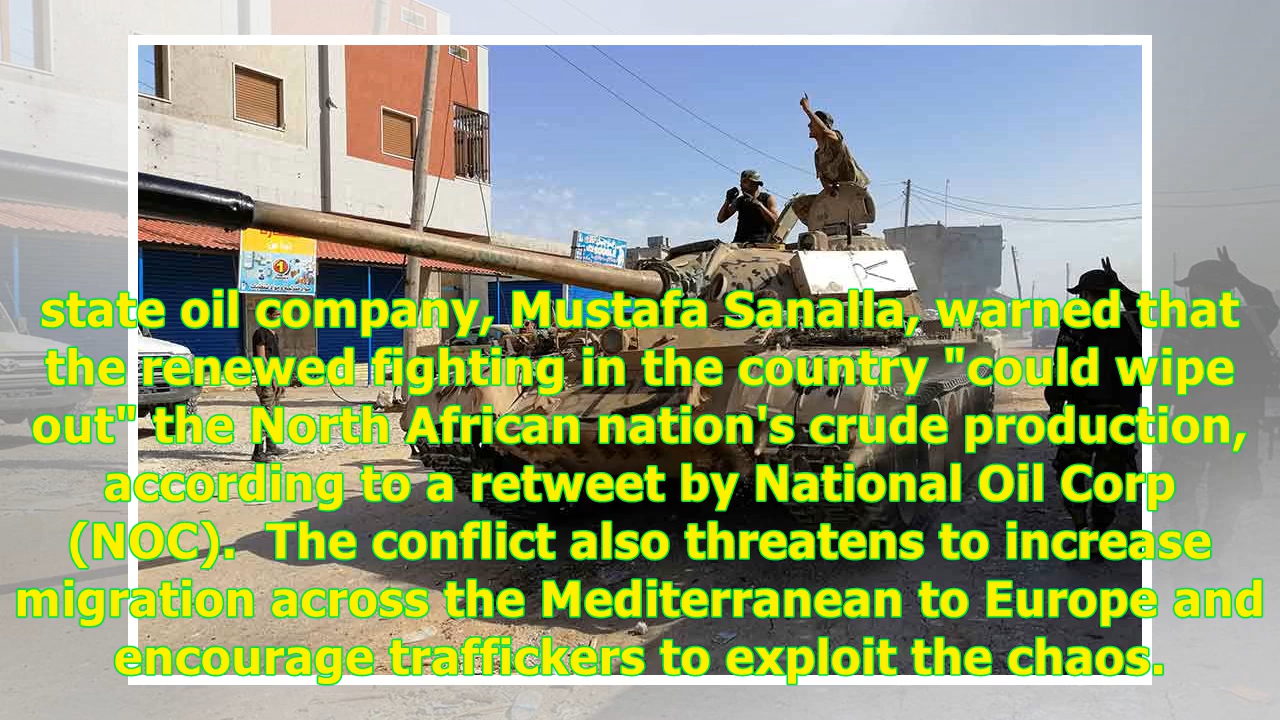 state oil company, Mustafa Sanalla, warned that
the renewed fighting in the country "could wipe
out" the North African nation's crude production,
according to a retweet by National Oil Corp
(NOC).  The conflict also threatens to increase
migration across the Mediterranean to Europe and
encourage traffickers to exploit the chaos.